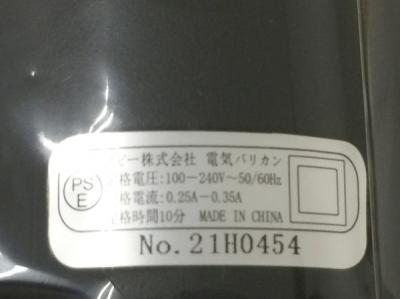 ビー株式会社 電気バリカン
PS
E
格電圧:100-240V～50/60Hz
格電流:0.25A-0.35A
格時間10分 MADE IN CHINA
No.21H0454